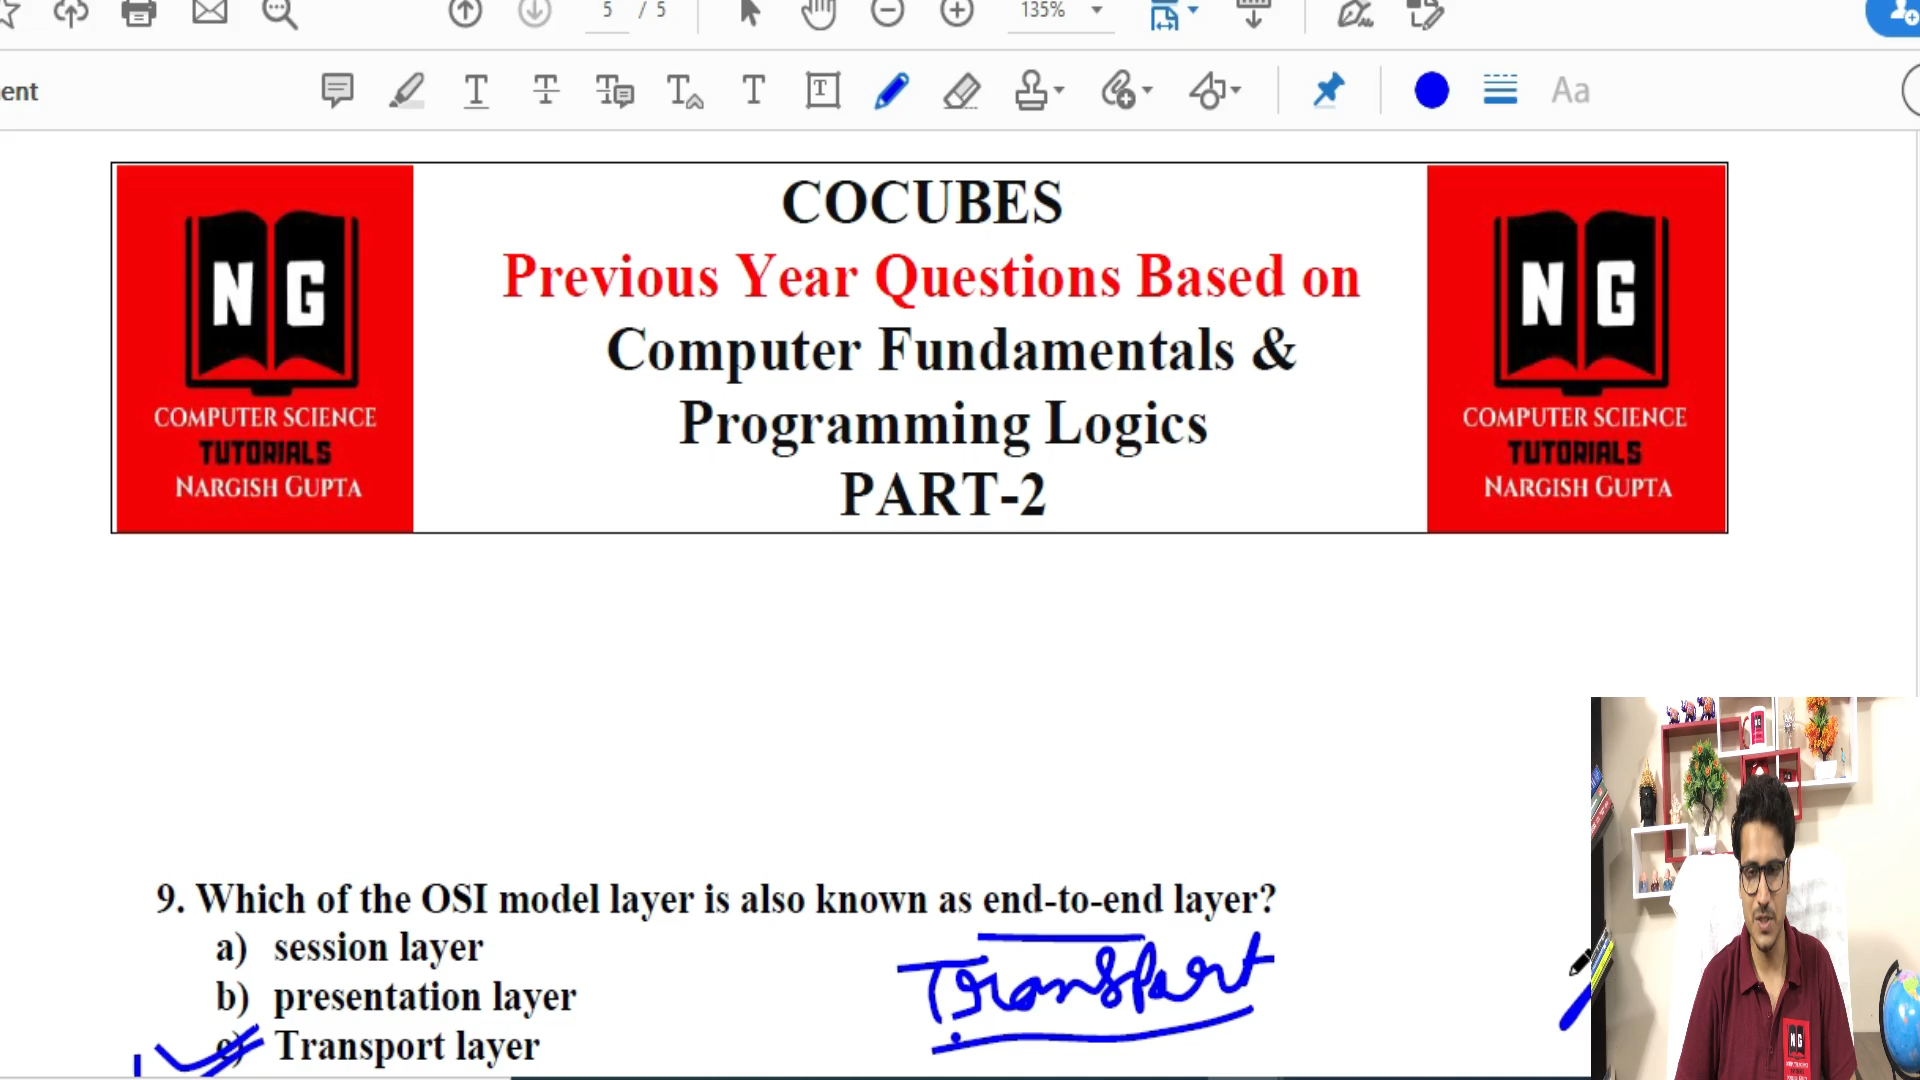 5 / 5
135%
ent
Aa
N G
COMPUTER SCIENCE
TUTORIALS
NARGISH GUPTA
COCUBES
Previous Year Questions Based on
Computer Fundamentals &
Programming Logics
PART-2
N G
COMPUTER SCIENCE
TUTORIALS
NARGISH GUPTA
9. Which of the OSI model layer is also known as end-to-end layer?
a) session layer
b) presentation layer
c) Transport layer
Transport
NG